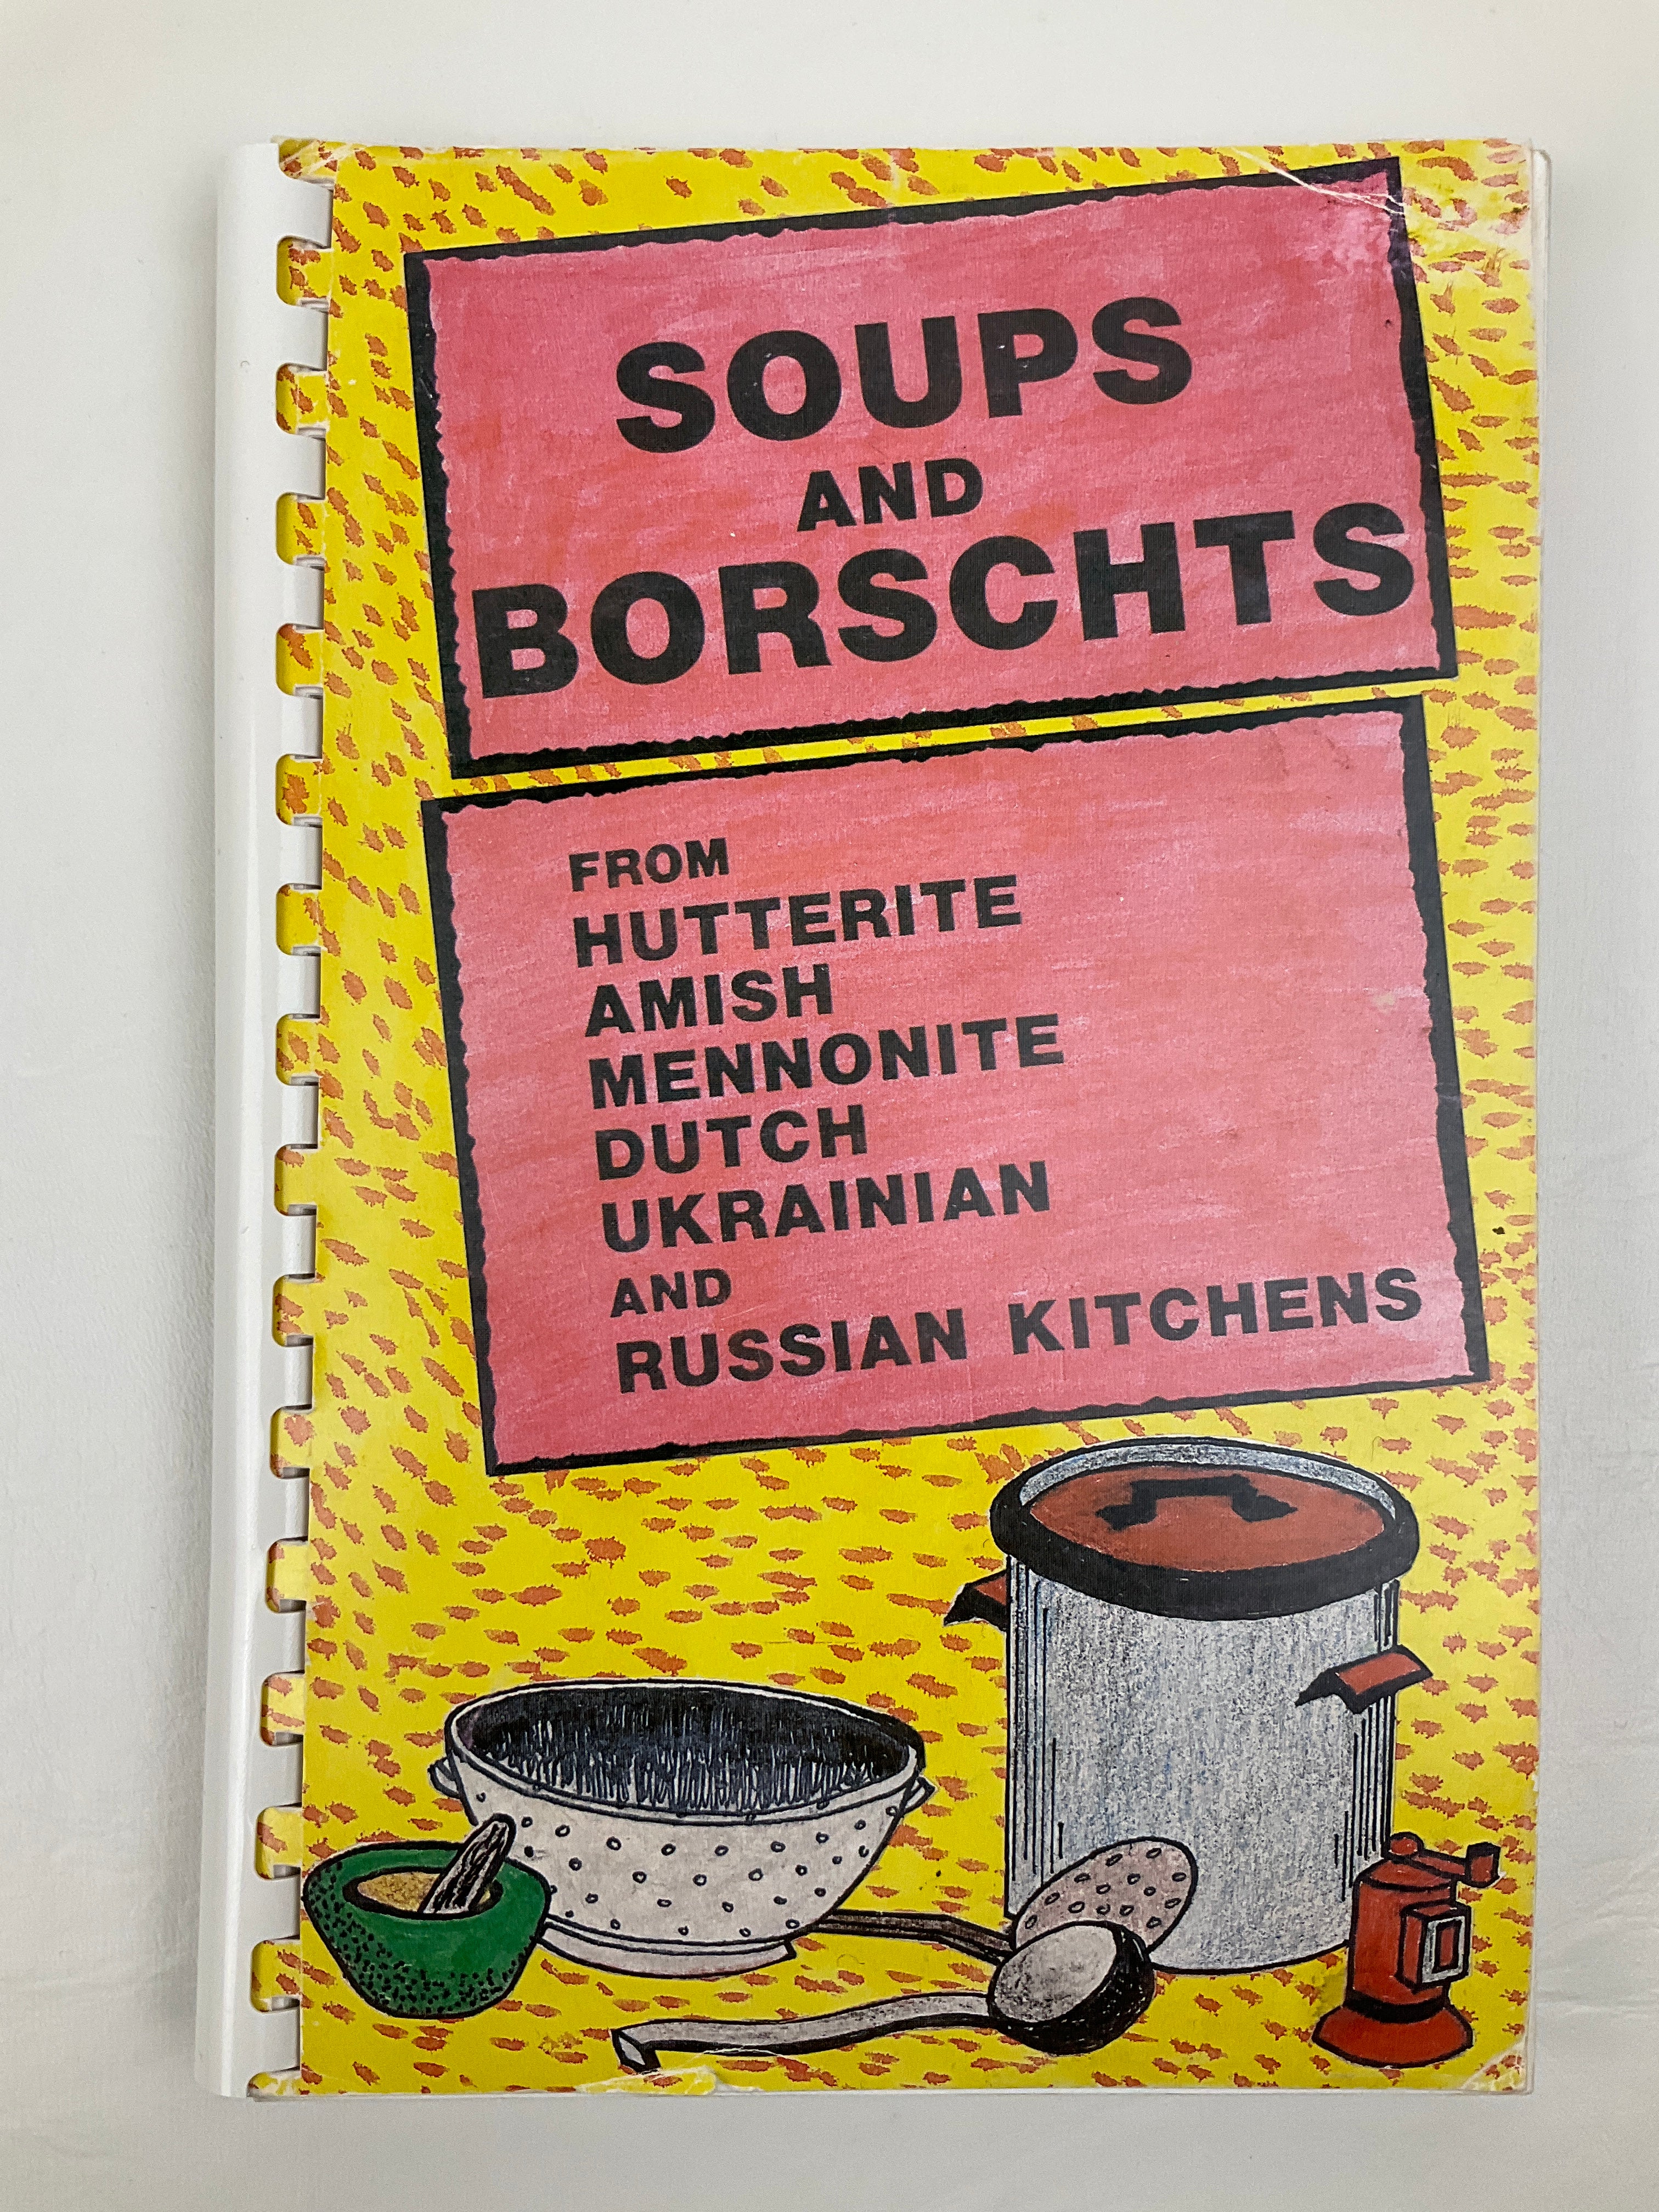 SOUPS
AND
BORSCHTS
FROM
HUTTERITE
AMISH
MENNONITE
DUTCH
UKRAINIAN
AND
RUSSIAN KITCHENS